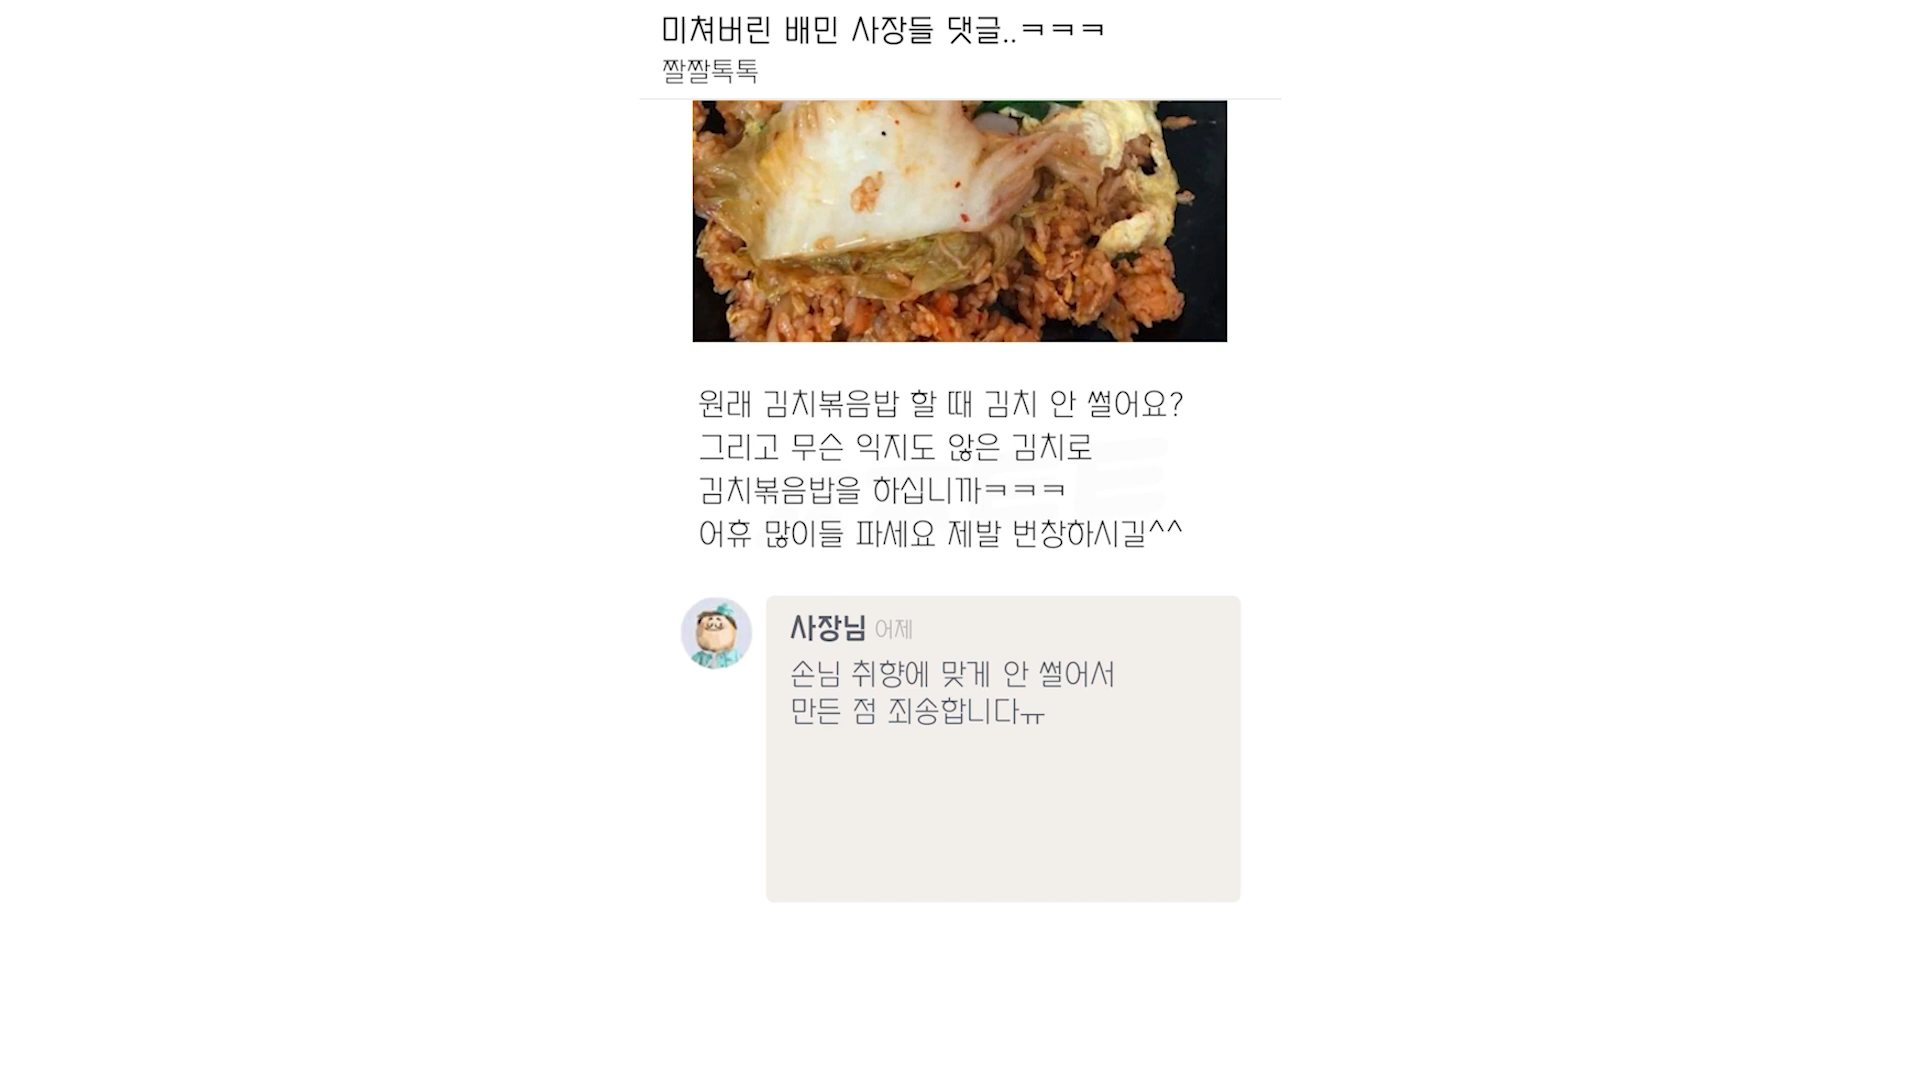 미쳐버린 배민 사장들 댓글..ㅋㅋㅋ
짤짤톡톡
원래 김치볶음밥 할 때 김치 안 썰어요?
그리고 무슨 익지도 않은 김치로
김치볶음밥을 하십니까ㅋㅋㅋ
어휴 많이들 파세요 제발 번창하시길^^
사장님 어제
손님 취향에 맞게 안 썰어서
만든 점 죄송합니다ㅠ